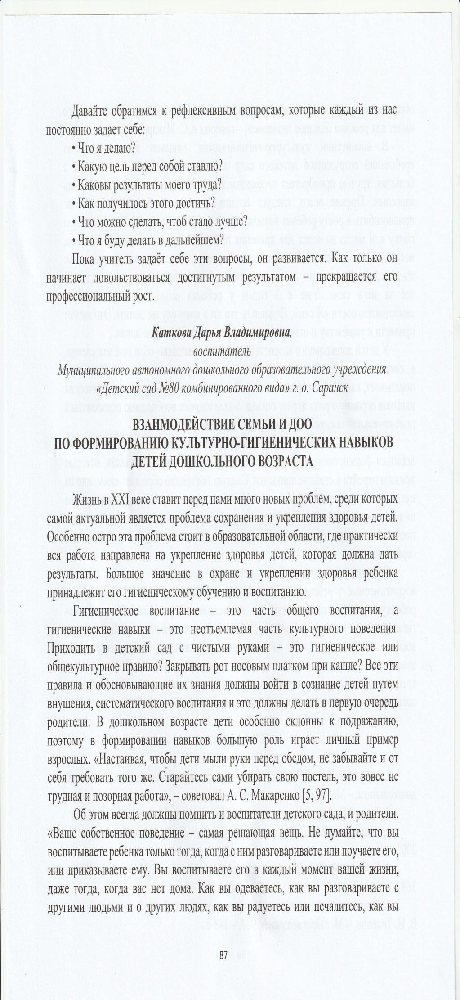 Давайте обратимся к рефлексивным вопросам, которые каждый из нас
постоянно задает себе:
• Что я делаю?
• Какую цель перед собой ставлю?
• Каковы результаты моего труда?
• Как получилось этого достичь?
• Что можно сделать, чтоб стало лучше?
• Что я буду делать в дальнейшем?
Пока учитель задаёт себе эти вопросы, он развивается. Как только он
начинает довольствоваться достигнутым результатом – прекращается его
профессиональный рост.
Каткова Дарья Владимировна,
воспитатель
Муниципального автономного дошкольного образовательного учреждения
«Детский сад №80 комбинированного вида» г. о. Саранск
ВЗАИМОДЕЙСТВИЕ СЕМЬИ И ДОО
ПО ФОРМИРОВАНИЮ КУЛЬТУРНО-ГИГИЕНИЧЕСКИХ НАВЫКОВ
ДЕТЕЙ ДОШКОЛЬНОГО ВОЗРАСТА
Жизнь в XXI веке ставит перед нами много новых проблем, среди которых
самой актуальной является проблема сохранения и укрепления здоровья детей.
Особенно остро эта проблема стоит в образовательной области, где практически
вся работа направлена на укрепление здоровья детей, которая должна дать
результаты. Большое значение в охране и укреплении здоровья ребенка
принадлежит его гигиеническому обучению и воспитанию.
Гигиеническое воспитание – это часть общего воспитания, а
гигиенические навыки – это неотъемлемая часть культурного поведения.
Приходить в детский сад с чистыми руками – это гигиеническое или
общекультурное правило? Закрывать рот носовым платком при кашле? Все эти
правила и обосновывающие их знания должны войти в сознание детей путем
внушения, систематического воспитания и это должны делать в первую очередь
родители. В дошкольном возрасте дети особенно склонны к подражанию,
поэтому в формировании навыков большую роль играет личный пример
взрослых. «Настаивая, чтобы дети мыли руки перед обедом, не забывайте и от
себя требовать того же. Старайтесь сами убирать свою постель, это вовсе не
трудная и позорная работа», – советовал А. С. Макаренко [5, 97].
Об этом всегда должны помнить и воспитатели детского сада, и родители.
«Ваше собственное поведение – самая решающая вещь. Не думайте, что вы
воспитываете ребенка только тогда, когда с ним разговариваете или поучаете его,
или приказываете ему. Вы воспитываете его в каждый момент вашей жизни,
даже тогда, когда вас нет дома. Как вы одеваетесь, как вы разговариваете с
другими людьми и о других людях, как вы радуетесь или печалитесь, как вы
87